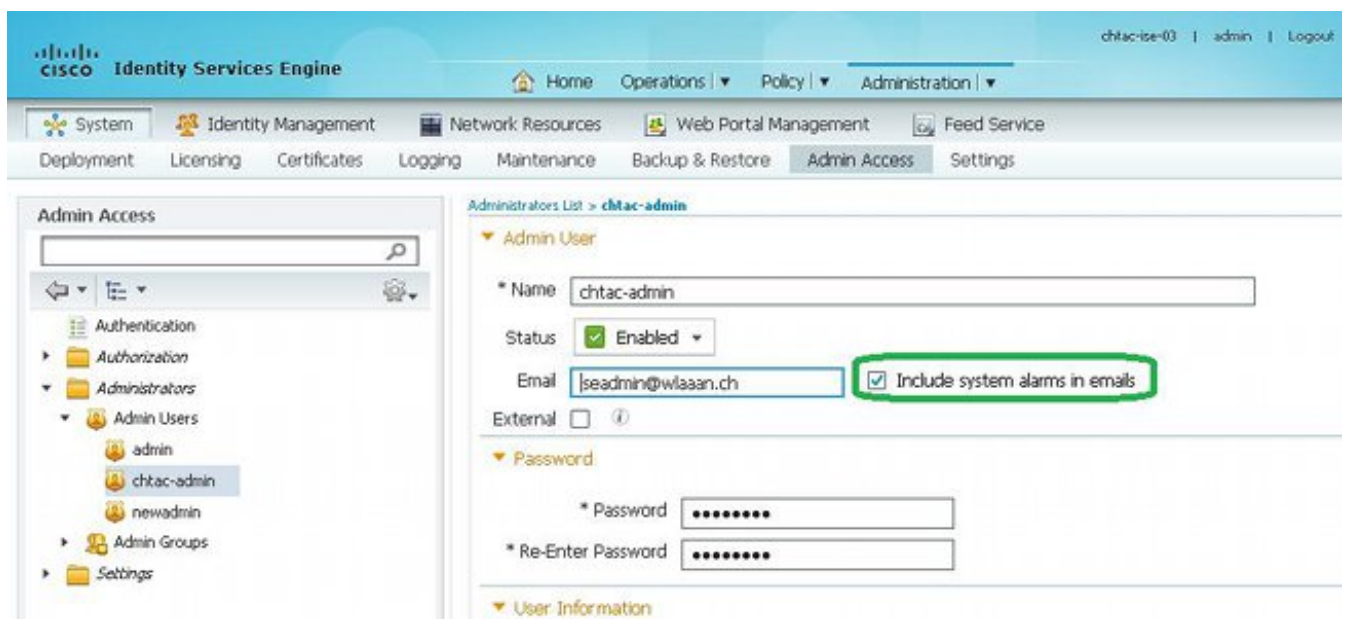 chtac-ise-03 | admin | Logout
CISCO Identity Services Engine
Home Operations | Policy | Administration |
System Identity Management Network Resources Web Portal Management Feed Service
Deployment Licensing Certificates Logging Maintenance Backup & Restore Admin Access Settings
Admin Access
Authentication
Authorization
Administrators
Admin Users
admin
chtac-admin
newadmin
Admin Groups
Settings
Administrators List > chtac-admin
Admin User
* Name chtac-admin
Status Enabled
Email |seadmin@wlaaan.ch Include system alarms in emails
External
Password
* Password ••••••••
* Re-Enter Password ••••••••
User Information